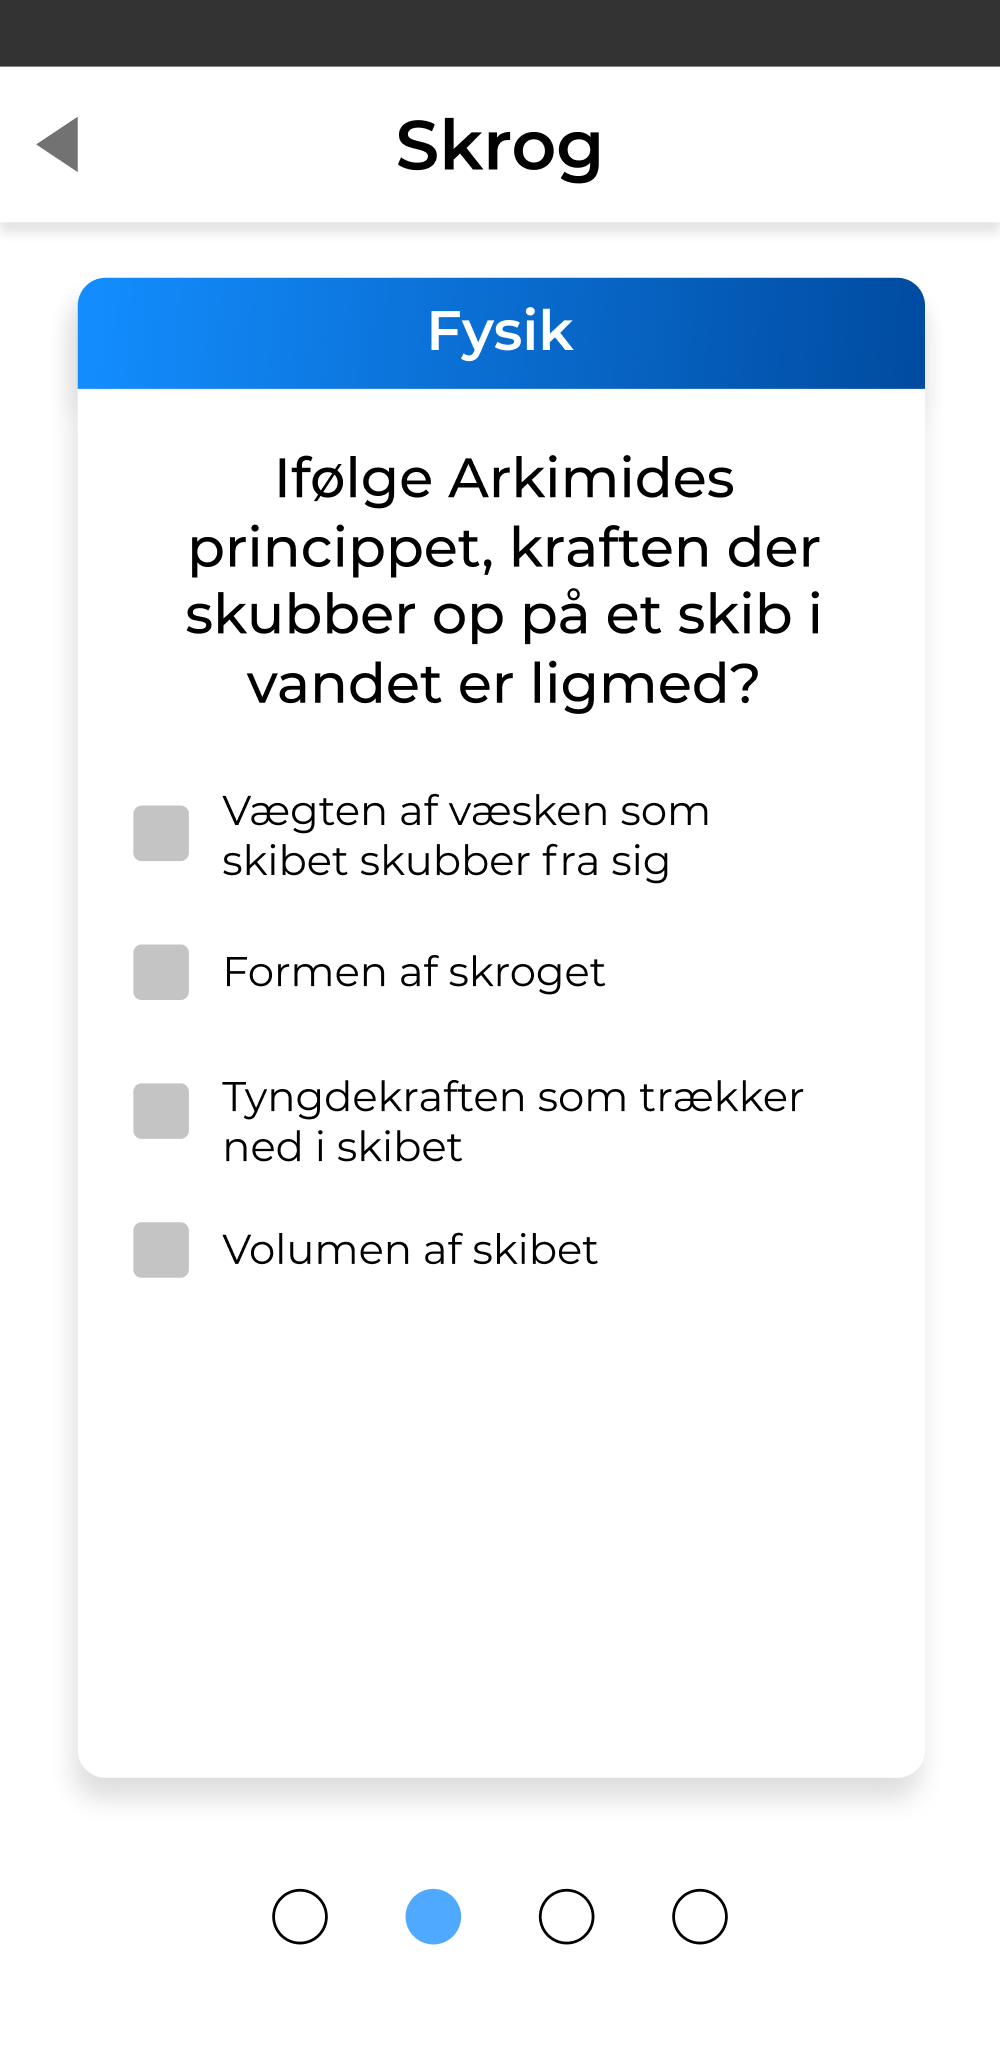 Skrog
Fysik
Ifølge Arkimides
princippet, kraften der
skubber op på et skib i
vandet er ligmed?
Vægten af væsken som
skibet skubber fra sig
Formen af skroget
Tyngdekraften som trækker
ned i skibet
Volumen af skibet